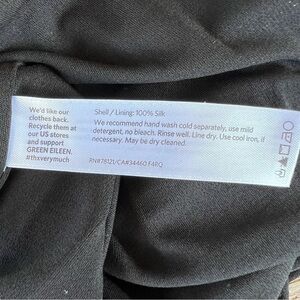 We'd like our
clothes back.
Recycle them at
our US stores
and support
GREEN EILEEN.
#thxverymuch
Shell / Lining: 100% Silk
We recommend hand wash cold separately, use mild
detergent, no bleach. Rinse well. Line dry. Use cool iron, if
necessary. May be dry cleaned.
RN#78121/CA#34460 F4RQ